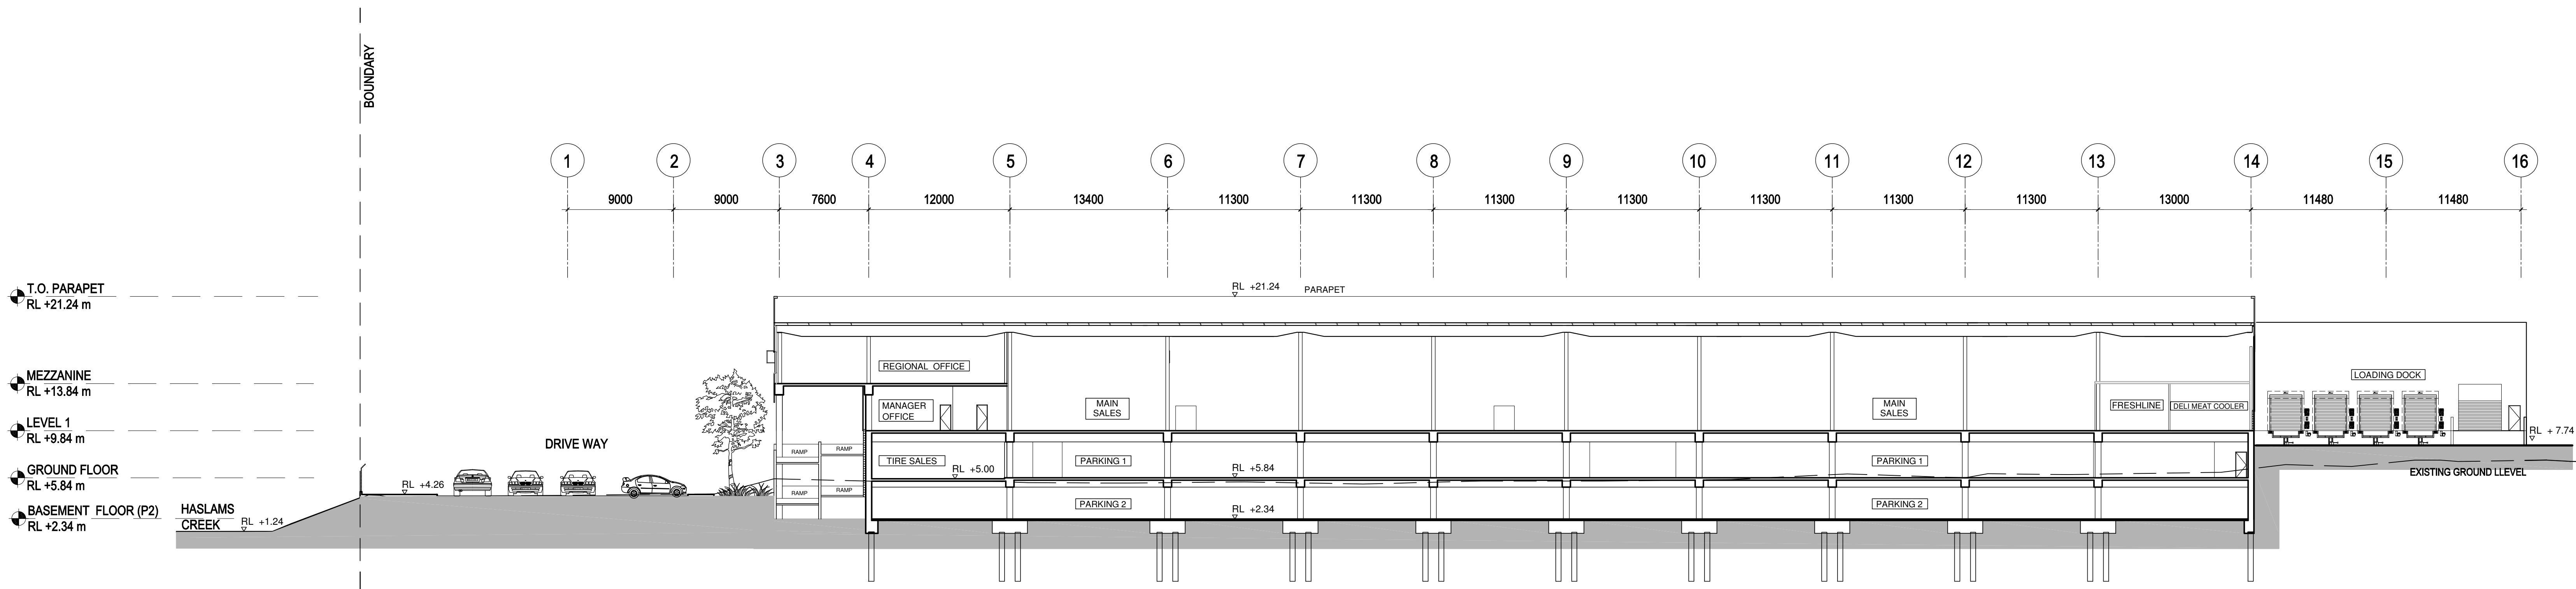 BOUNDARY
1 2 3 4 5 6 7 8 9 10 11 12 13 14 15 16
9000 9000 7600 12000 13400 11300 11300 11300 11300 11300 11300 11300 13000 11480 11480
T.O. PARAPET
RL +21.24 m
RL +21.24
PARAPET
MEZZANINE
RL +13.84 m
REGIONAL OFFICE
LOADING DOCK
LEVEL 1
RL +9.84 m
MANAGER
OFFICE
MAIN
SALES
MAIN
SALES
FRESHLINE
DELI MEAT COOLER
RL + 7.74
DRIVE WAY
RAMP
RAMP
TIRE SALES
PARKING 1
PARKING 1
GROUND FLOOR
RL +5.84 m
RL +5.00
RL +5.84
EXISTING GROUND LLEVEL
RL +4.26
RAMP
RAMP
PARKING 2
PARKING 2
BASEMENT FLOOR (P2)
RL +2.34 m
HASLAMS
CREEK
RL +1.24
RL +2.34